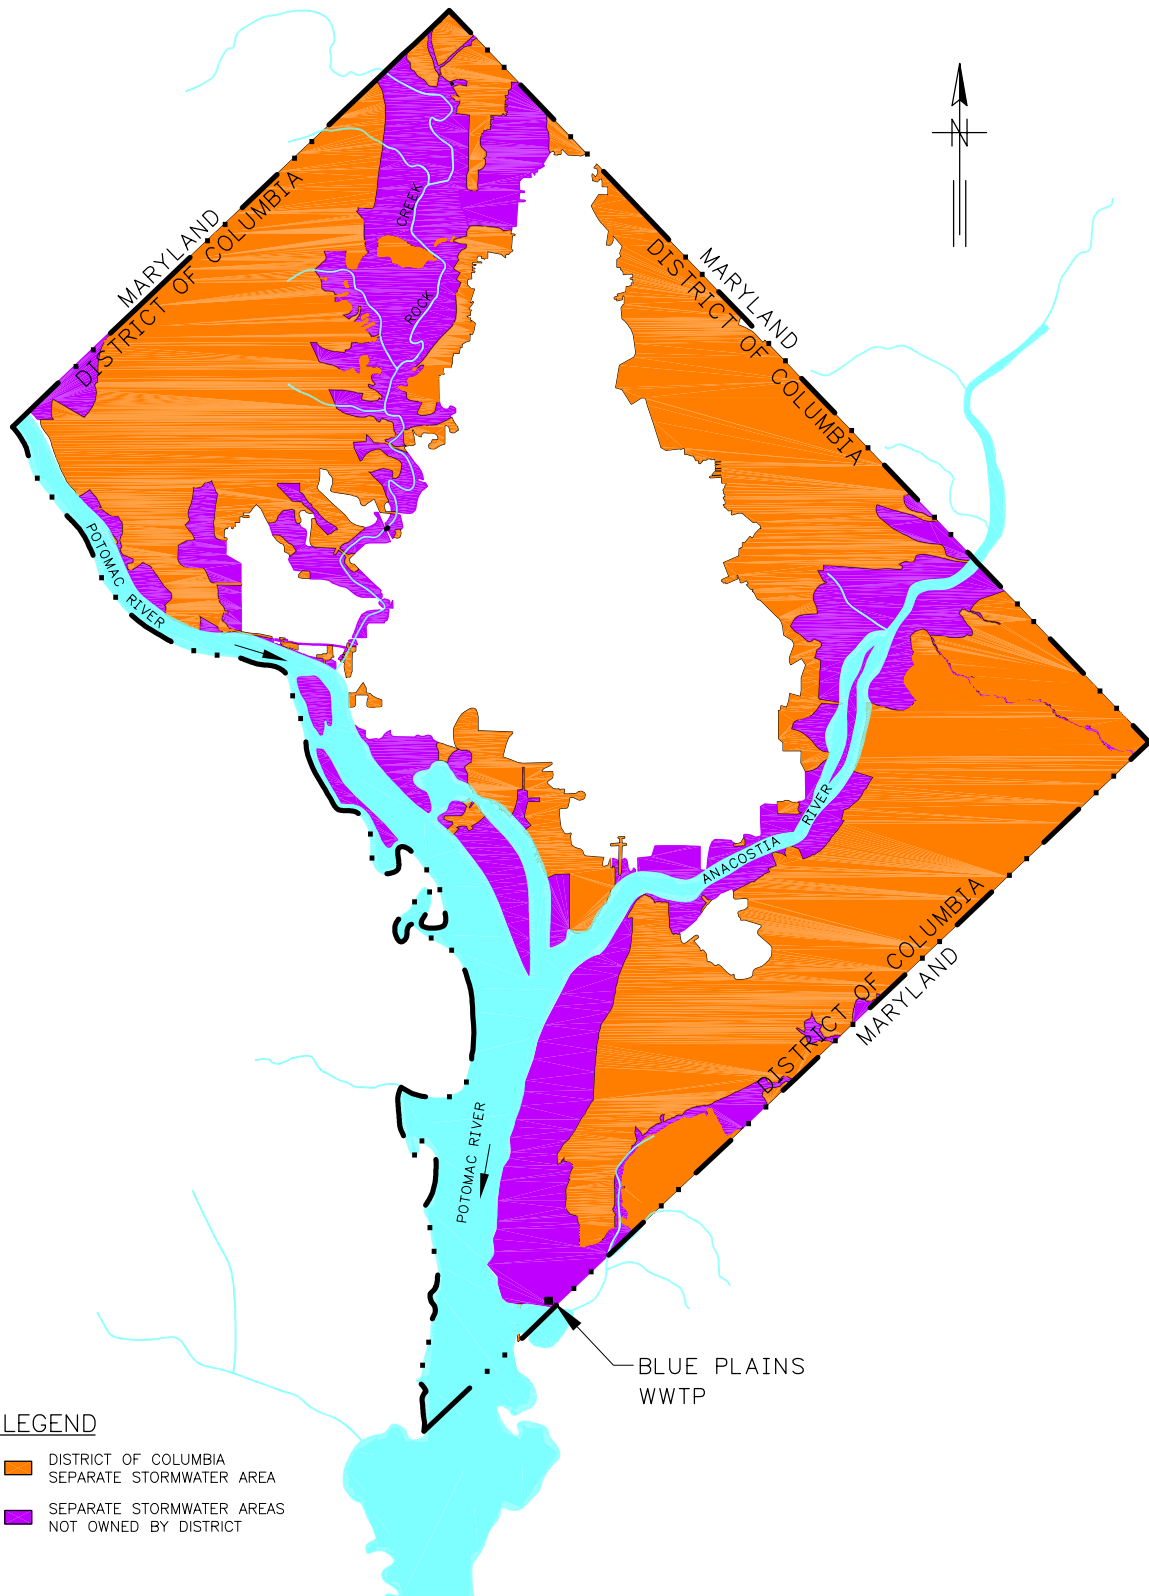 N
MARYLAND
DISTRICT OF COLUMBIA
MARYLAND
DISTRICT OF
COLUMBIA
CREEK
ROCK
POTOMAC RIVER
ANACOSTIA RIVER
DISTRICT OF COLUMBIA
MARYLAND
POTOMAC RIVER
BLUE PLAINS
WWTP
LEGEND
DISTRICT OF COLUMBIA
SEPARATE STORMWATER AREA
SEPARATE STORMWATER AREAS
NOT OWNED BY DISTRICT